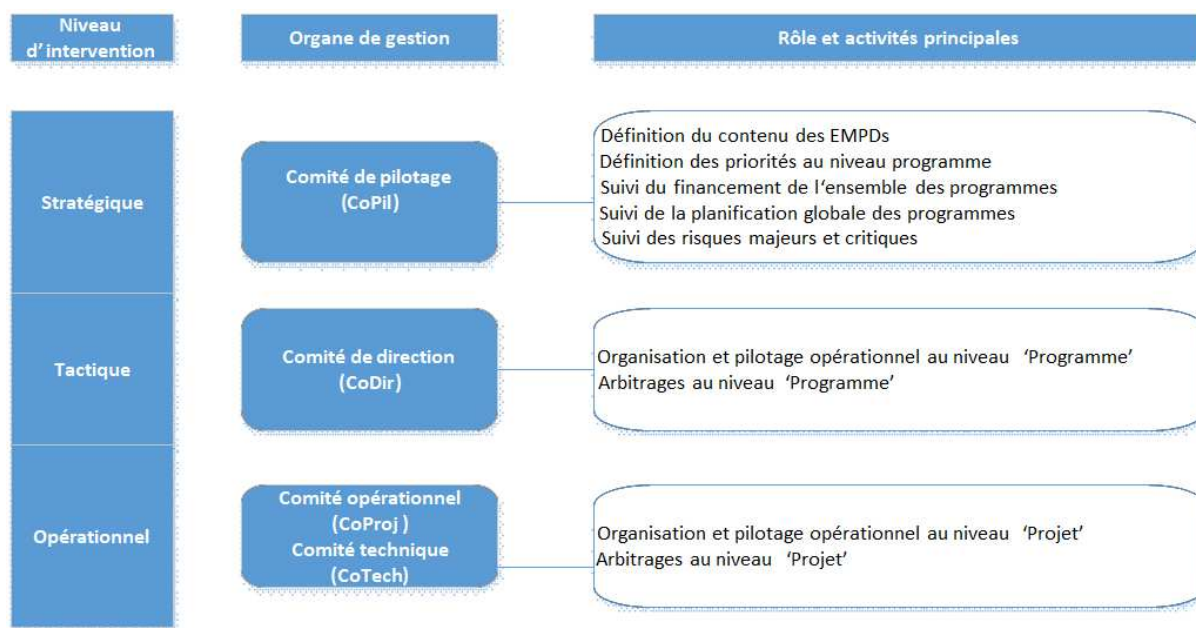 Niveau
d'intervention
Organe de gestion
Rôle et activités principales
Stratégique
Comité de pilotage
(CoPil)
Définition du contenu des EMPDs
Définition des priorités au niveau programme
Suivi du financement de l'ensemble des programmes
Suivi de la planification globale des programmes
Suivi des risques majeurs et critiques
Tactique
Comité de direction
(CoDir)
Organisation et pilotage opérationnel au niveau 'Programme'
Arbitrages au niveau 'Programme'
Opérationnel
Comité opérationnel
(CoProj )
Comité technique
(CoTech)
Organisation et pilotage opérationnel au niveau 'Projet'
Arbitrages au niveau 'Projet'